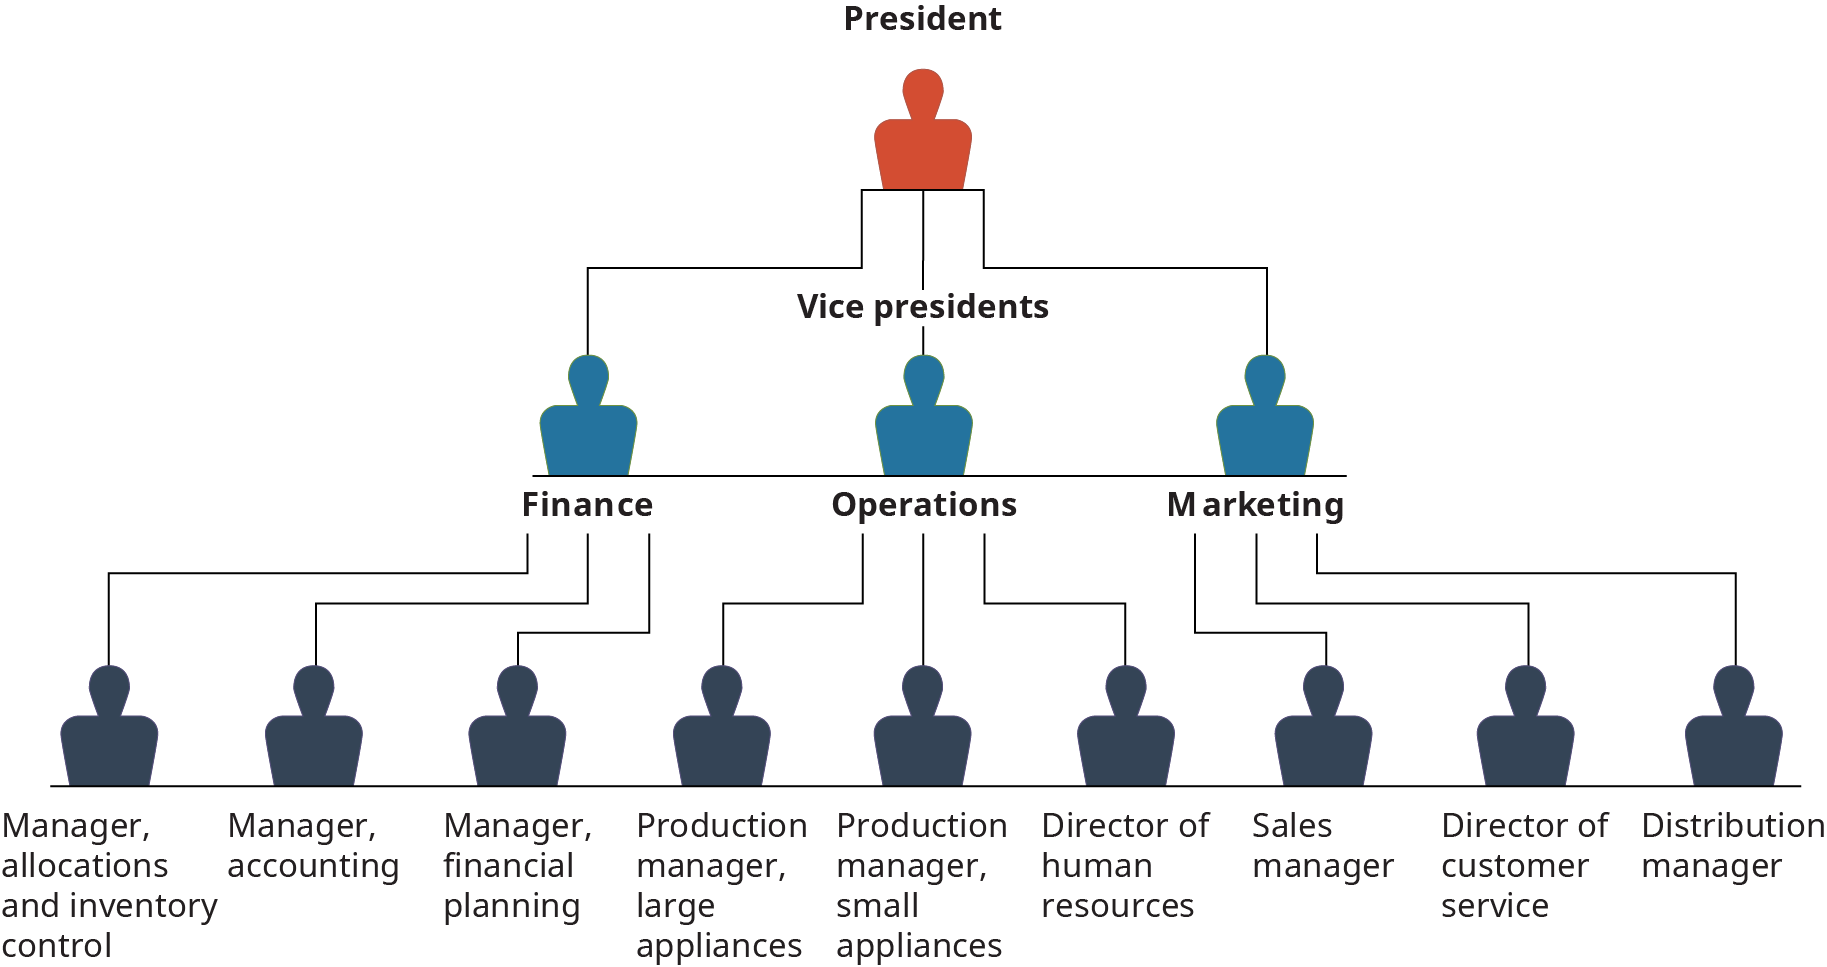 President
Vice presidents
Finance
Operations
Marketing
Manager,
allocations
and inventory
control
Manager,
accounting
Manager,
financial
planning
Production
manager,
large
appliances
Production
manager,
small
appliances
Director of
human
resources
Sales
manager
Director of
customer
service
Distribution
manager